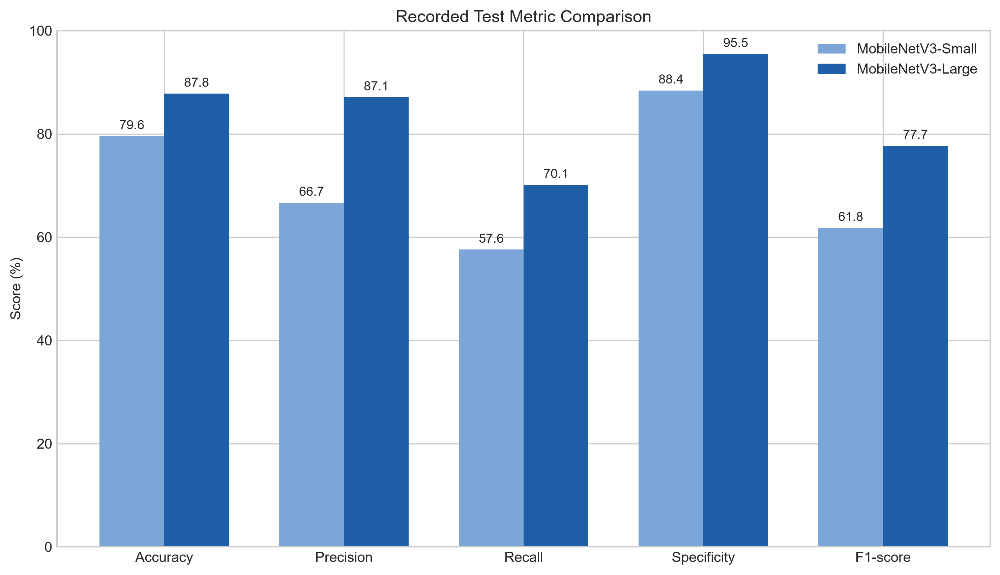 Recorded Test Metric Comparison
MobileNetV3-Small
MobileNetV3-Large
Score (%)
100
80
60
40
20
0
79.6
87.8
66.7
87.1
57.6
70.1
88.4
95.5
61.8
77.7
Accuracy
Precision
Recall
Specificity
F1-score